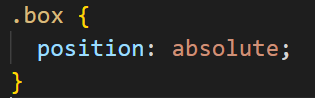 .box {
  position: absolute;
}